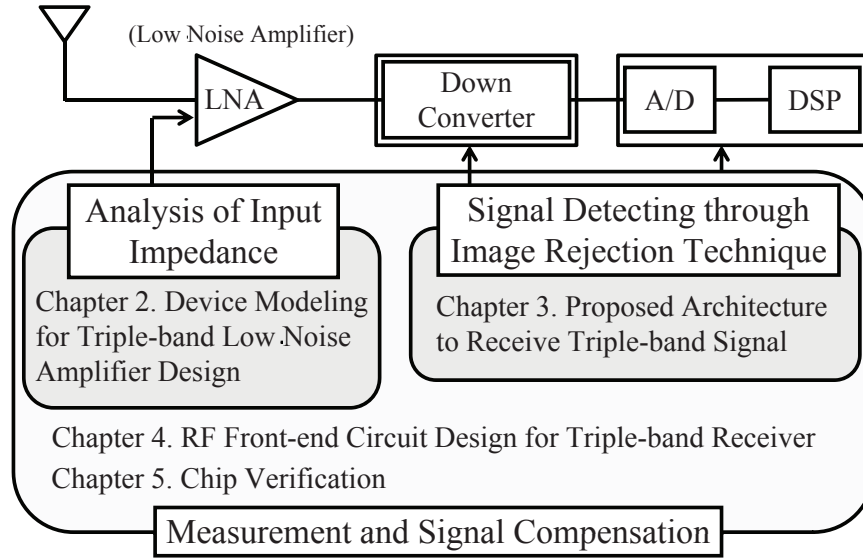 (Low Noise Amplifier)
LNA
Down
Converter
A/D
DSP
Analysis of Input
Impedance
Signal Detecting through
Image Rejection Technique
Chapter 2. Device Modeling
for Triple-band Low Noise
Amplifier Design
Chapter 3. Proposed Architecture
to Receive Triple-band Signal
Chapter 4. RF Front-end Circuit Design for Triple-band Receiver
Chapter 5. Chip Verification
Measurement and Signal Compensation